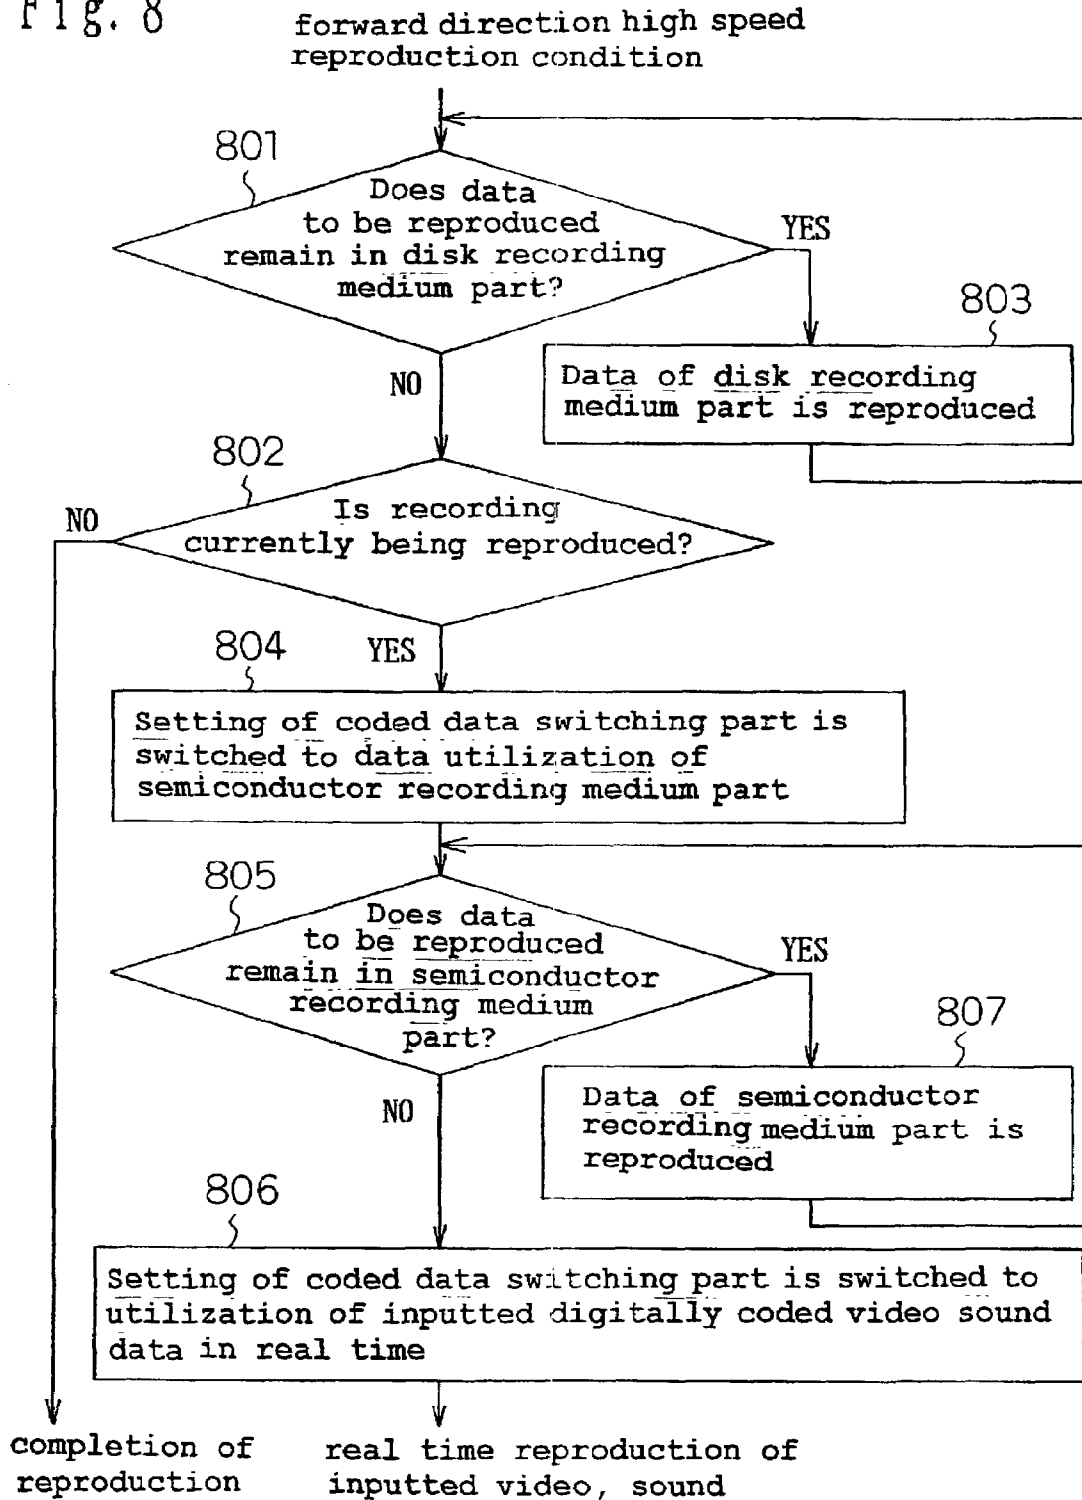 Fig. 8
forward direction high speed
reproduction condition
801
Does data
to be reproduced
remain in disk recording
medium part?
YES
803
Data of disk recording
medium part is reproduced
NO
802
Is recording
currently being reproduced?
NO
YES
804
Setting of coded data switching part is
switched to data utilization of
semiconductor recording medium part
805
Does data
to be reproduced
remain in semiconductor
recording medium
part?
YES
807
Data of semiconductor
recording medium part is
reproduced
NO
806
Setting of coded data switching part is switched to
utilization of inputted digitally coded video sound
data in real time
completion of
reproduction
real time reproduction of
inputted video, sound